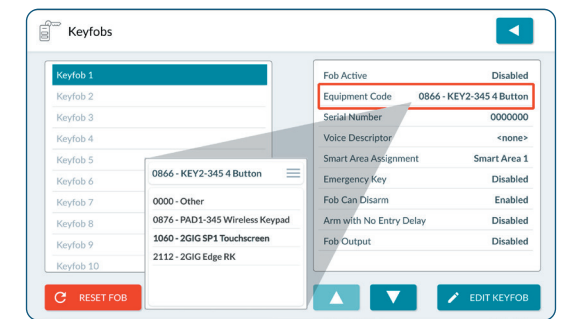 Keyfobs
Keyfob 1
Keyfob 2
Keyfob 3
Keyfob 4
Keyfob 5
Keyfob 6
Keyfob 7
Keyfob 8
Keyfob 9
Keyfob 10
0866 - KEY2-345 4 Button
0000 - Other
0876 - PAD1-345 Wireless Keypad
1060 - 2GIG SP1 Touchscreen
2112 - 2GIG Edge RK
Fob Active Disabled
Equipment Code 0866 - KEY2-345 4 Button
Serial Number 0000000
Voice Descriptor <none>
Smart Area Assignment Smart Area 1
Emergency Key Disabled
Fob Can Disarm Enabled
Arm with No Entry Delay Disabled
Fob Output Disabled
RESET FOB
EDIT KEYFOB